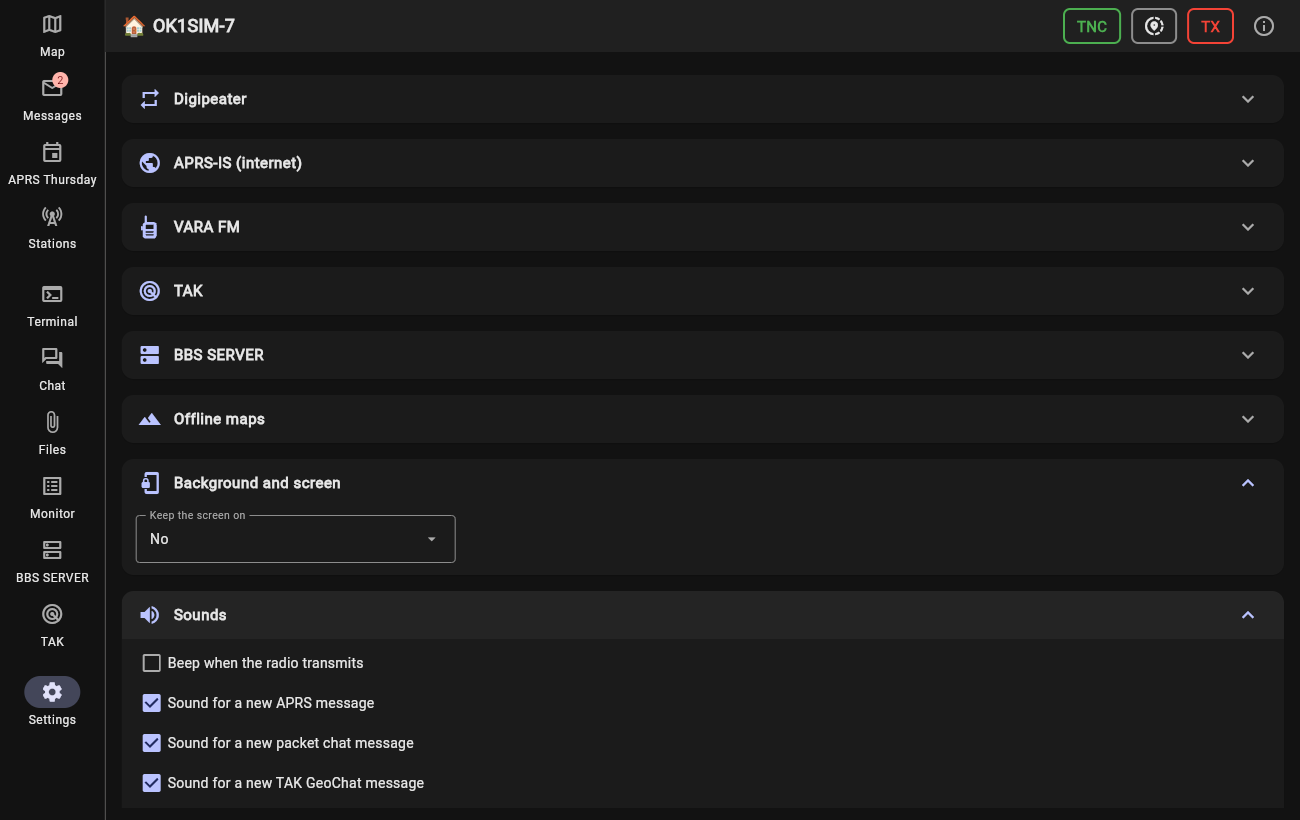 OK1SIM-7
TNC
TX
Map
2
Messages
APRS Thursday
Stations
Terminal
Chat
Files
Monitor
BBS SERVER
TAK
Settings
Digipeater
APRS-IS (internet)
VARA FM
TAK
BBS SERVER
Offline maps
Background and screen
Keep the screen on
No
Sounds
Beep when the radio transmits
Sound for a new APRS message
Sound for a new packet chat message
Sound for a new TAK GeoChat message